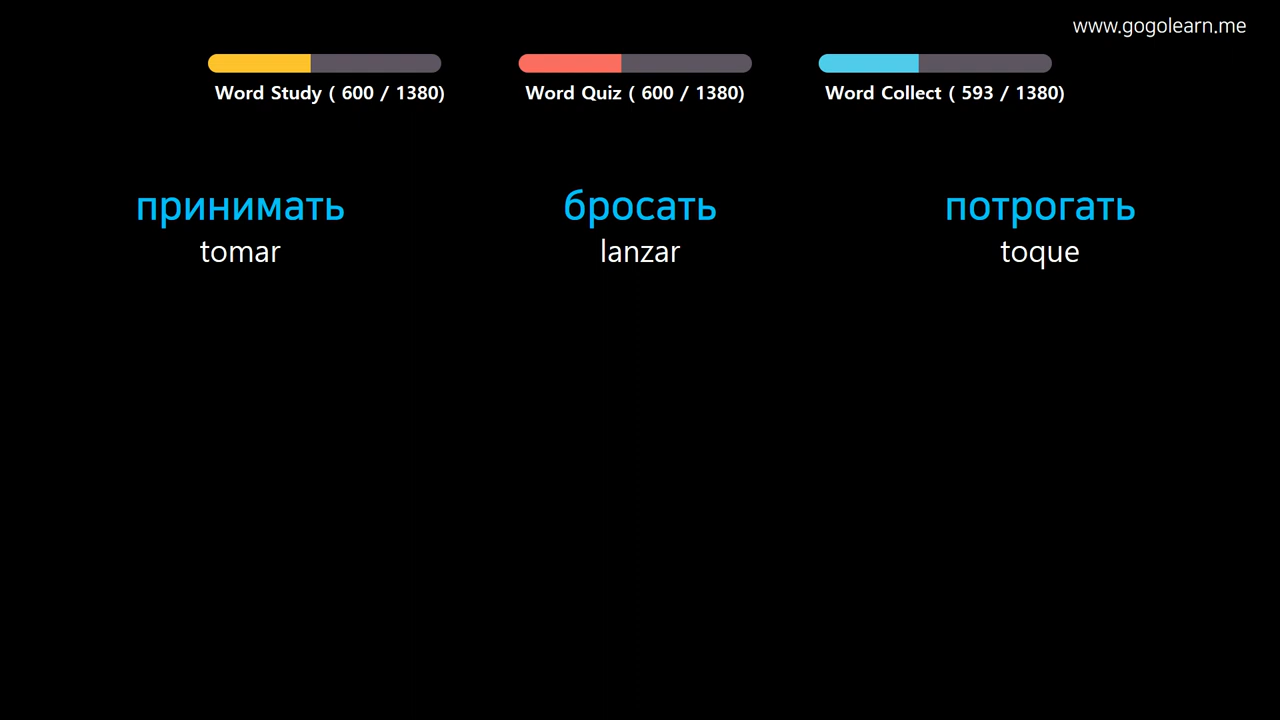 www.gogolearn.me
Word Study ( 600 / 1380)
Word Quiz ( 600 / 1380)
Word Collect ( 593 / 1380)
принимать
tomar
бросать
lanzar
потрогать
toque